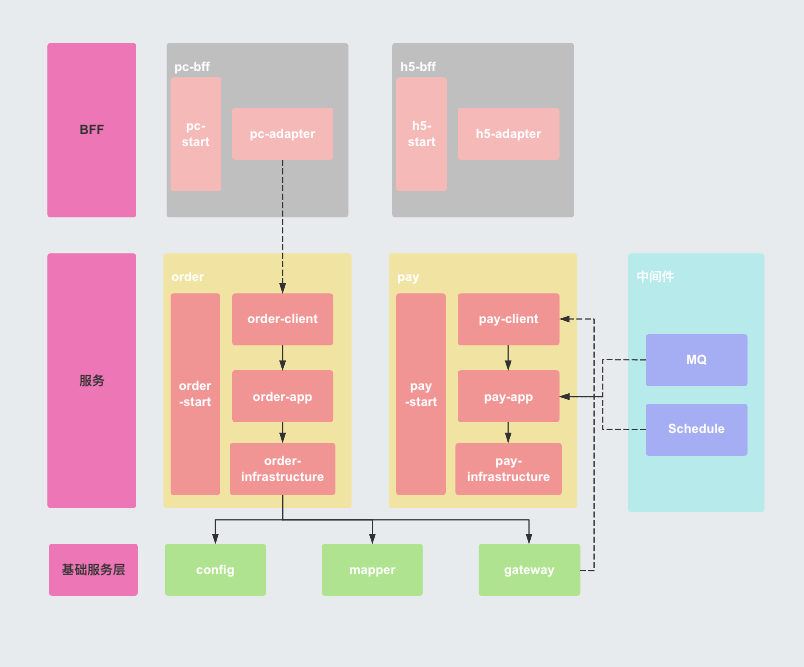 BFF
pc-bff
pc-
start
pc-adapter
h5-bff
h5-
start
h5-adapter
服务
order
order
-start
order-client
order-app
order-
infrastructure
pay
pay
-start
pay-client
pay-app
pay-
infrastructure
中间件
MQ
Schedule
基础服务层
config
mapper
gateway